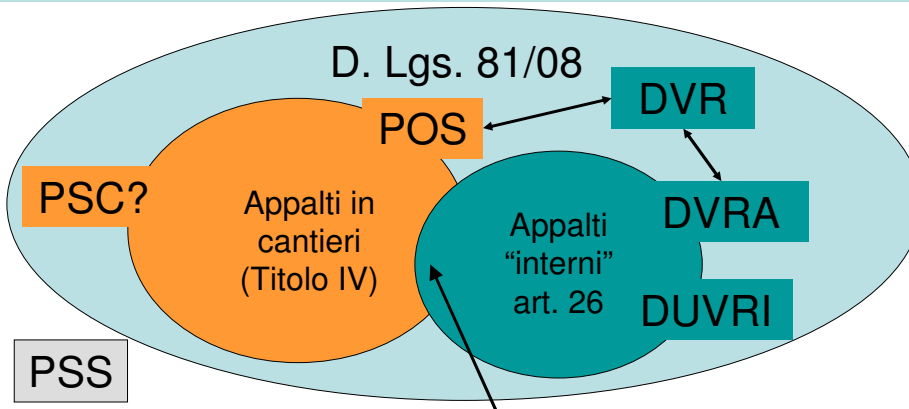 D. Lgs. 81/08
DVR
POS
PSC?
Appalti in
cantieri
(Titolo IV)
Appalti
“interni”
art. 26
DVRA
DUVRI
PSS